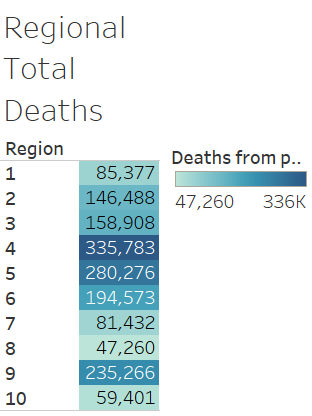 Regional
Total
Deaths
Region
1 85,377
2 146,488
3 158,908
4 335,783
5 280,276
6 194,573
7 81,432
8 47,260
9 235,266
10 59,401
Deaths from p..
47,260 336K